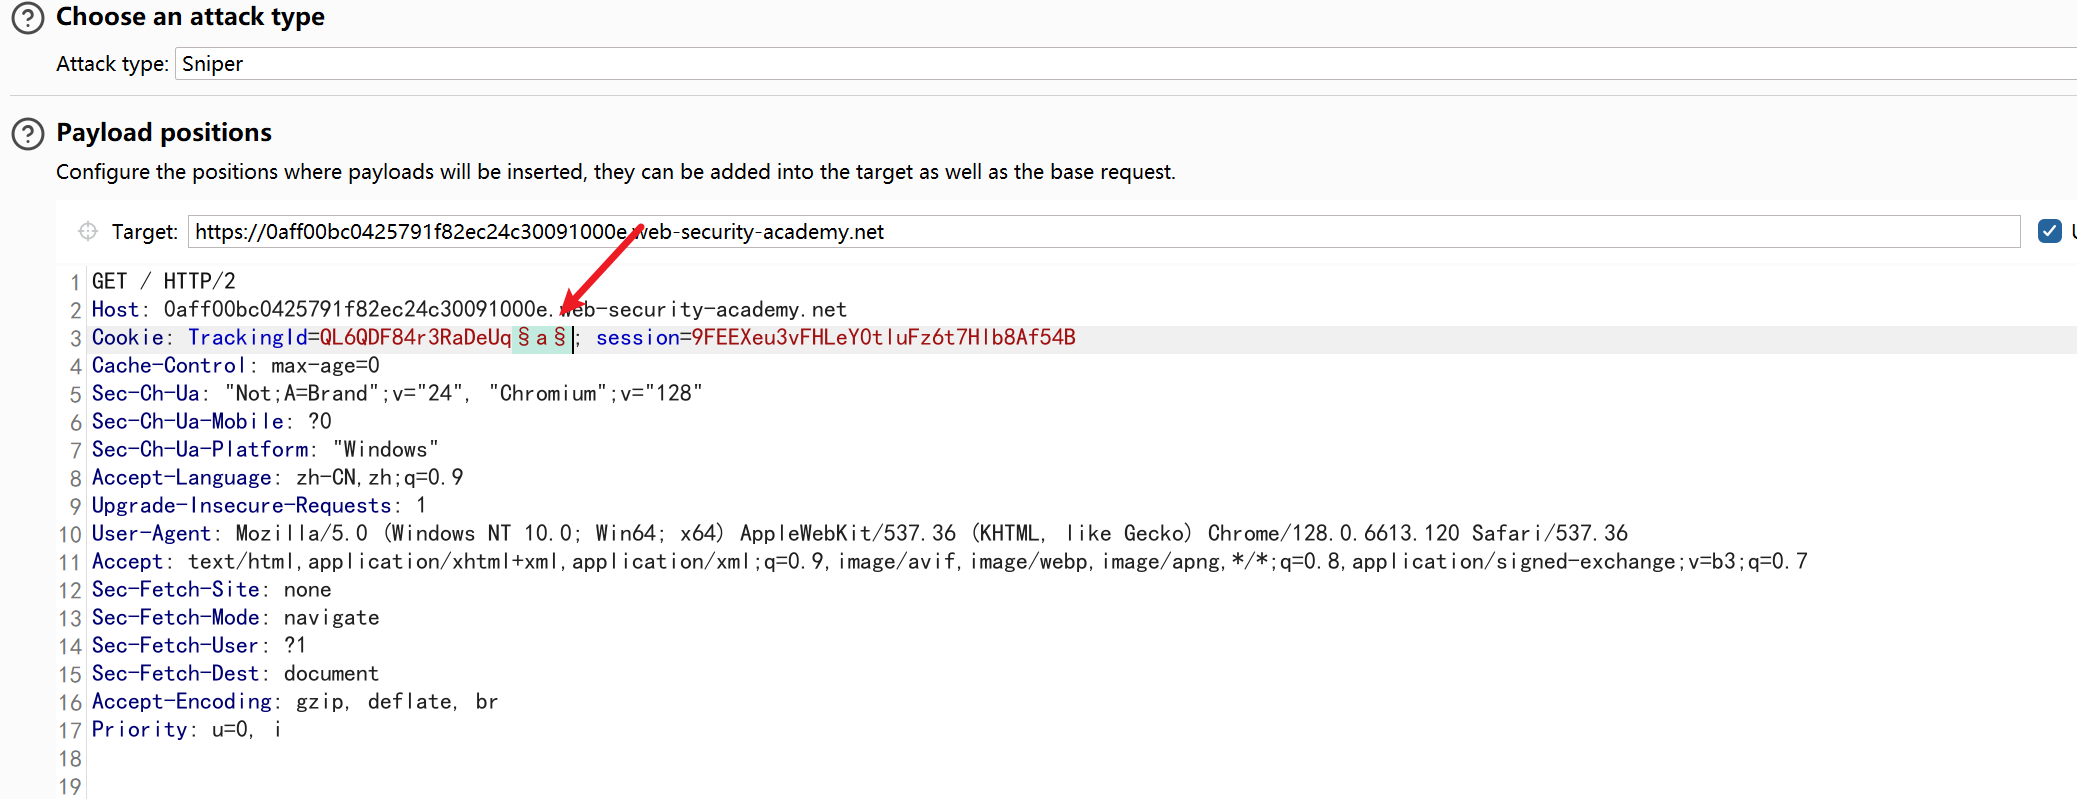 Choose an attack type
Attack type: Sniper
Payload positions
Configure the positions where payloads will be inserted, they can be added into the target as well as the base request.
Target: https://0aff00bc0425791f82ec24c30091000e.web-security-academy.net
1 GET / HTTP/2
2 Host: 0aff00bc0425791f82ec24c30091000e.web-security-academy.net
3 Cookie: TrackingId=QL6QDF84r3RaDeUq§a§; session=9FEEXeu3vFHLeY0tluFz6t7Hlb8Af54B
4 Cache-Control: max-age=0
5 Sec-Ch-Ua: "Not;A=Brand";v="24", "Chromium";v="128"
6 Sec-Ch-Ua-Mobile: ?0
7 Sec-Ch-Ua-Platform: "Windows"
8 Accept-Language: zh-CN,zh;q=0.9
9 Upgrade-Insecure-Requests: 1
10 User-Agent: Mozilla/5.0 (Windows NT 10.0; Win64; x64) AppleWebKit/537.36 (KHTML, like Gecko) Chrome/128.0.6613.120 Safari/537.36
11 Accept: text/html,application/xhtml+xml,application/xml;q=0.9,image/avif,image/webp,image/apng,*/*;q=0.8,application/signed-exchange;v=b3;q=0.7
12 Sec-Fetch-Site: none
13 Sec-Fetch-Mode: navigate
14 Sec-Fetch-User: ?1
15 Sec-Fetch-Dest: document
16 Accept-Encoding: gzip, deflate, br
17 Priority: u=0, i
18
19